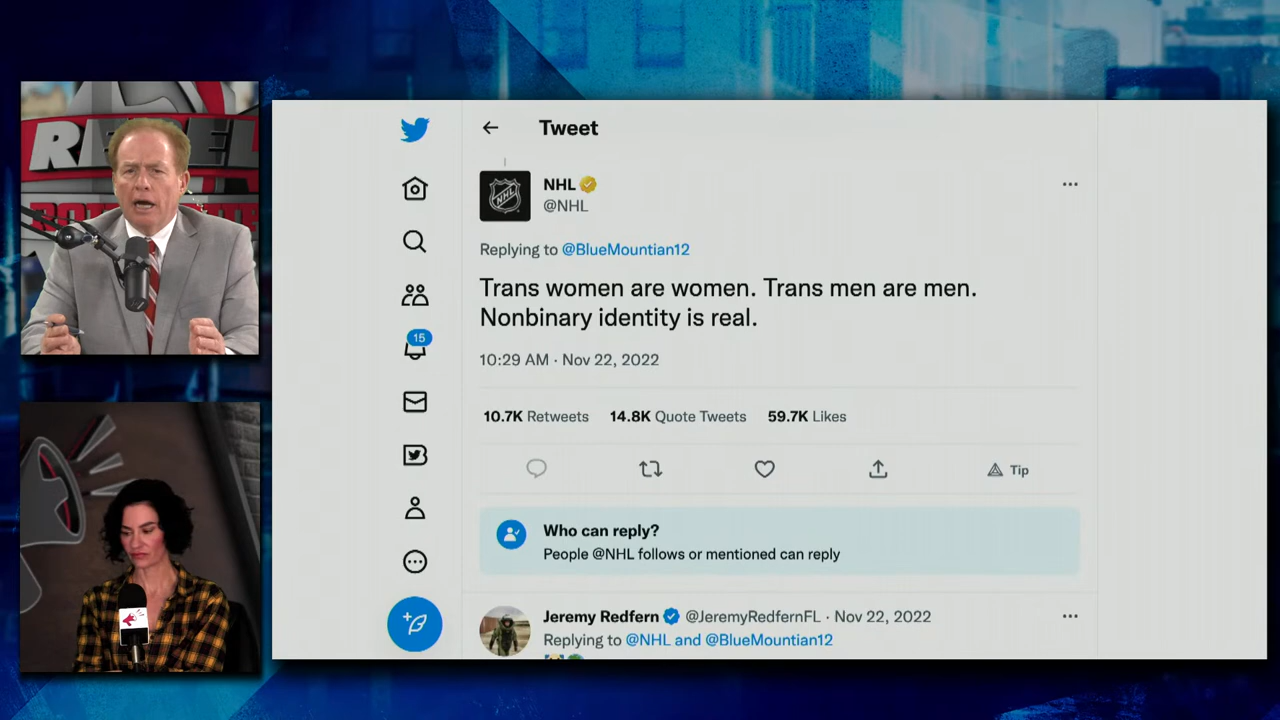 REBEL
Tweet
NHL
NHL
@NHL
Replying to @BlueMountian12
Trans women are women. Trans men are men.
Nonbinary identity is real.
10:29 AM · Nov 22, 2022
10.7K Retweets 14.8K Quote Tweets 59.7K Likes
Tip
Who can reply?
People @NHL follows or mentioned can reply
Jeremy Redfern @JeremyRedfernFL · Nov 22, 2022
Replying to @NHL and @BlueMountian12
15